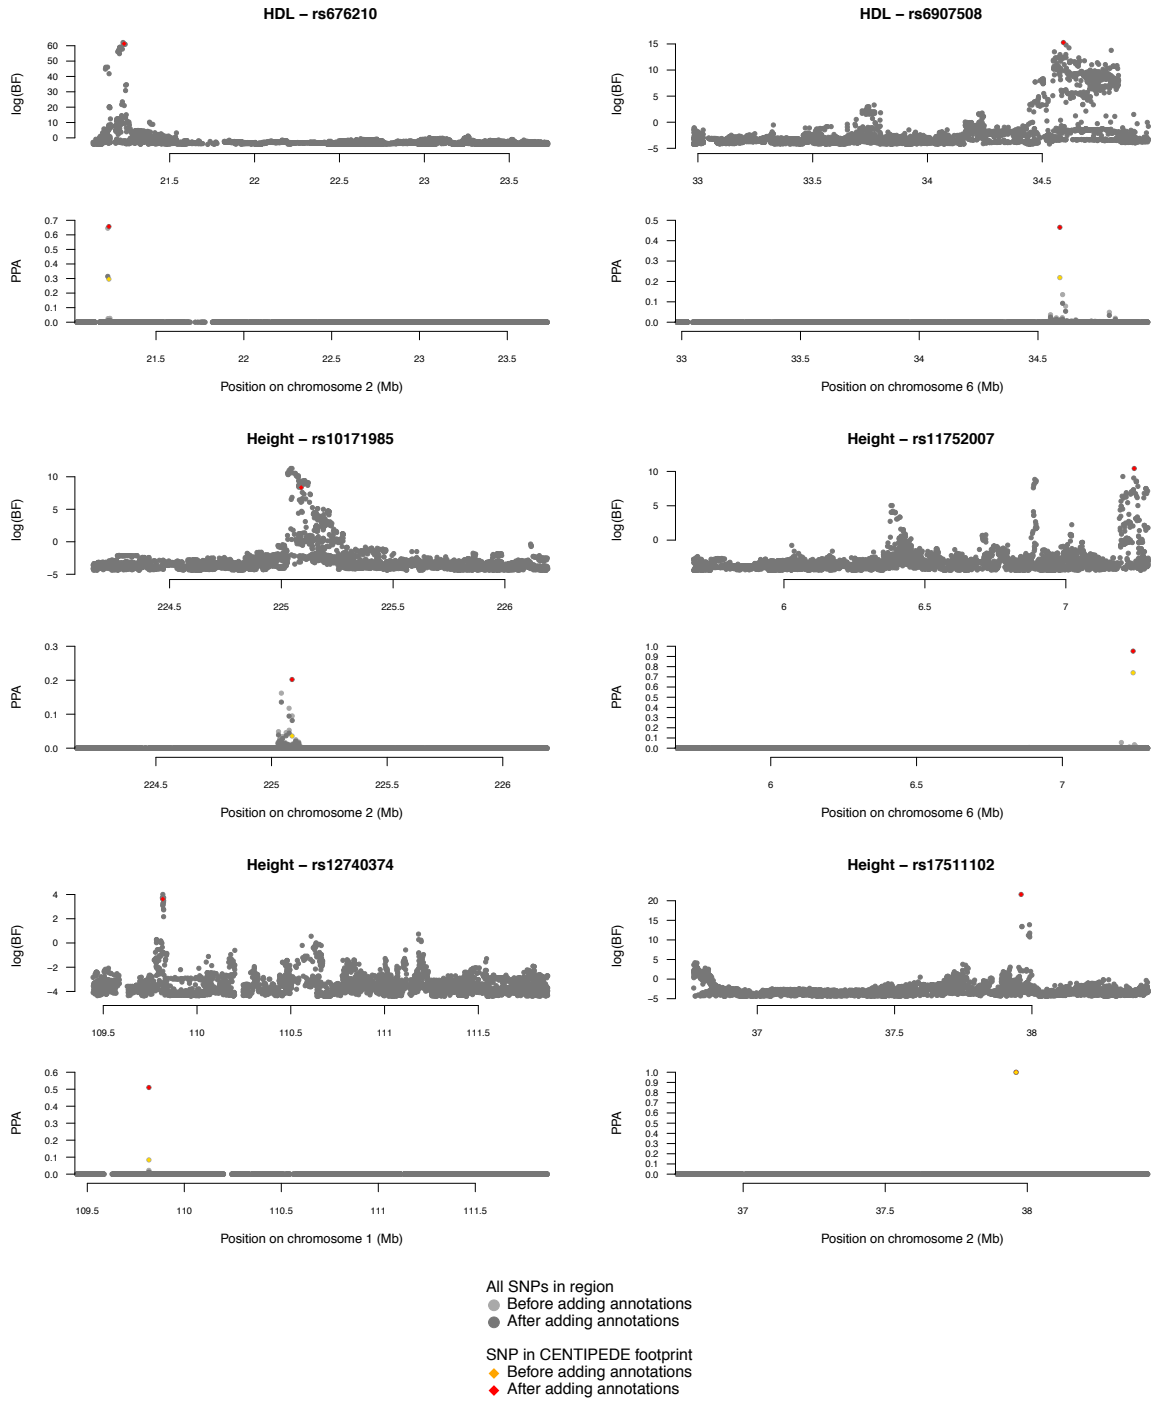 HDL − rs676210
log(BF)
60
50
40
30
20
10
0
21.5 22 22.5 23 23.5
PPA
0.7
0.6
0.5
0.4
0.3
0.2
0.1
0.0
21.5 22 22.5 23 23.5
Position on chromosome 2 (Mb)
HDL − rs6907508
log(BF)
15
10
5
0
−5
33 33.5 34 34.5
PPA
0.5
0.4
0.3
0.2
0.1
0.0
33 33.5 34 34.5
Position on chromosome 6 (Mb)
Height − rs10171985
log(BF)
10
5
0
−5
224.5 225 225.5 226
PPA
0.3
0.2
0.1
0.0
224.5 225 225.5 226
Position on chromosome 2 (Mb)
Height − rs11752007
log(BF)
10
5
0
6 6.5 7
PPA
1.0
0.9
0.8
0.7
0.6
0.5
0.4
0.3
0.2
0.1
0.0
6 6.5 7
Position on chromosome 6 (Mb)
Height − rs12740374
log(BF)
4
2
0
−2
−4
109.5 110 110.5 111 111.5
PPA
0.6
0.5
0.4
0.3
0.2
0.1
0.0
109.5 110 110.5 111 111.5
Position on chromosome 1 (Mb)
Height − rs17511102
log(BF)
20
15
10
5
0
−5
37 37.5 38
PPA
1.0
0.9
0.8
0.7
0.6
0.5
0.4
0.3
0.2
0.1
0.0
37 37.5 38
Position on chromosome 2 (Mb)
All SNPs in region
Before adding annotations
After adding annotations
SNP in CENTIPEDE footprint
Before adding annotations
After adding annotations